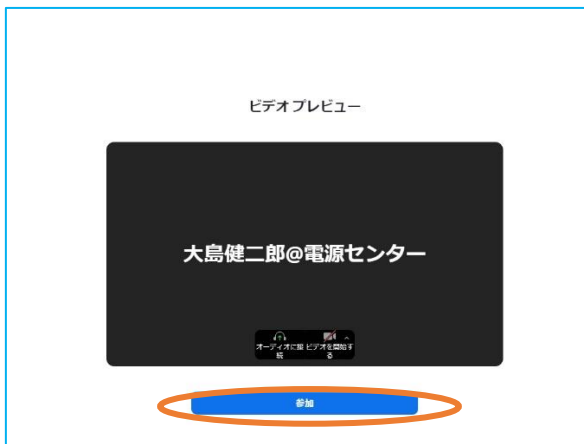 ビデオ プレビュー
大島健二郎@電源センター
オーディオに接 ビデオを開始す
続 る
参加